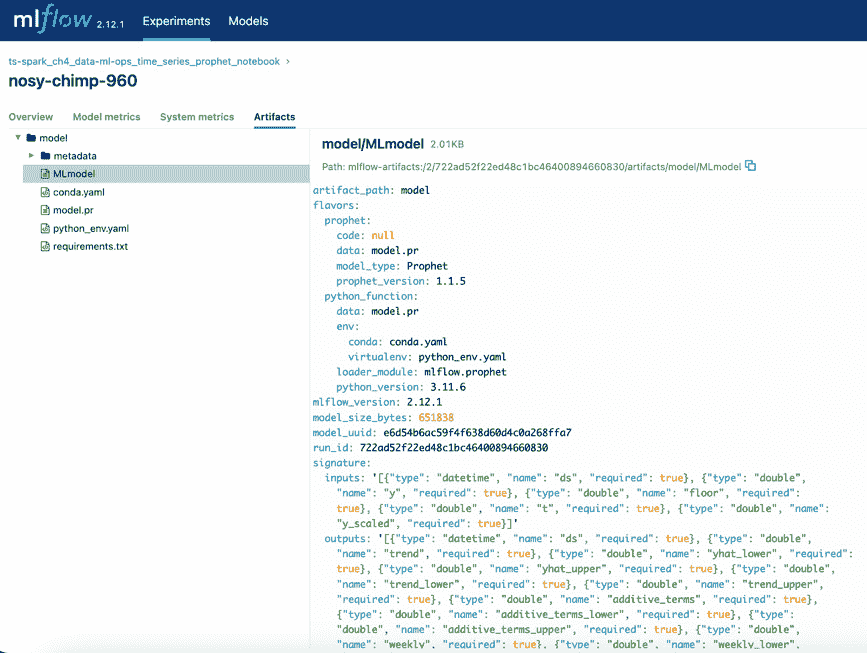 mlflow 2.12.1 Experiments Models
ts-spark_ch4_data-ml-ops_time_series_prophet_notebook >
nosy-chimp-960
Overview Model metrics System metrics Artifacts
model
metadata
MLmodel
conda.yaml
model.pr
python_env.yaml
requirements.txt
model/MLmodel 2.01KB
Path: mlflow-artifacts:/2/722ad52f22ed48c1bc46400894660830/artifacts/model/MLmodel
artifact_path: model
flavors:
prophet:
code: null
data: model.pr
model_type: Prophet
prophet_version: 1.1.5
python_function:
data: model.pr
env:
conda: conda.yaml
virtualenv: python_env.yaml
loader_module: mlflow.prophet
python_version: 3.11.6
mlflow_version: 2.12.1
model_size_bytes: 651838
model_uuid: e6d54b6ac59f4f638d60d4c0a268ffa7
run_id: 722ad52f22ed48c1bc46400894660830
signature:
inputs: '[{"type": "datetime", "name": "ds", "required": true}, {"type": "double",
"name": "y", "required": true}, {"type": "double", "name": "floor", "required":
true}, {"type": "double", "name": "t", "required": true}, {"type": "double", "name":
"y_scaled", "required": true}]'
outputs: '[{"type": "datetime", "name": "ds", "required": true}, {"type": "double",
"name": "trend", "required": true}, {"type": "double", "name": "yhat_lower", "required":
true}, {"type": "double", "name": "yhat_upper", "required": true}, {"type": "double",
"name": "trend_lower", "required": true}, {"type": "double", "name": "trend_upper",
"required": true}, {"type": "double", "name": "additive_terms", "required": true},
{"type": "double", "name": "additive_terms_lower", "required": true}, {"type":
"double", "name": "additive_terms_upper", "required": true}, {"type": "double",
"name": "weekly", "required": true}, {"type": "double", "name": "weekly_lower",